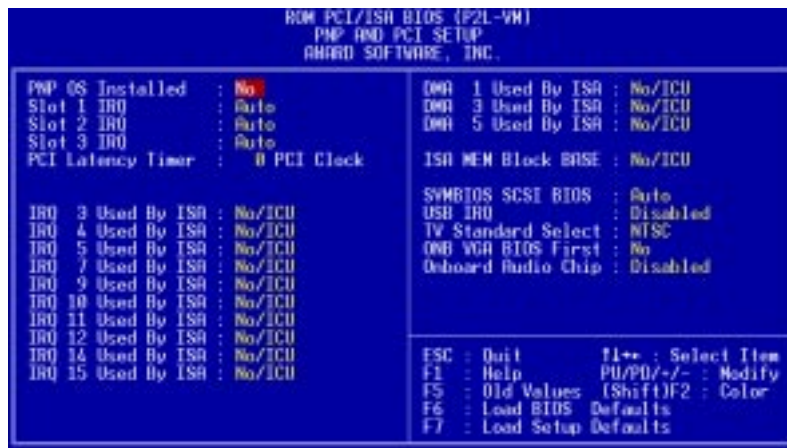 ROM PCI/ISA BIOS (P2L-VM)
PNP AND PCI SETUP
AWARD SOFTWARE, INC.
PNP OS Installed : No
Slot 1 IRQ : Auto
Slot 2 IRQ : Auto
Slot 3 IRQ : Auto
PCI Latency Timer : 0 PCI Clock
IRQ 3 Used By ISA : No/ICU
IRQ 4 Used By ISA : No/ICU
IRQ 5 Used By ISA : No/ICU
IRQ 7 Used By ISA : No/ICU
IRQ 9 Used By ISA : No/ICU
IRQ 10 Used By ISA : No/ICU
IRQ 11 Used By ISA : No/ICU
IRQ 12 Used By ISA : No/ICU
IRQ 14 Used By ISA : No/ICU
IRQ 15 Used By ISA : No/ICU
DMA 1 Used By ISA : No/ICU
DMA 3 Used By ISA : No/ICU
DMA 5 Used By ISA : No/ICU
ISA MEM Block BASE : No/ICU
SYMBIOS SCSI BIOS : Auto
USB IRQ : Disabled
TV Standard Select : NTSC
ONB VGA BIOS First : No
Onboard Audio Chip : Disabled
ESC : Quit ↑↓→← : Select Item
F1 : Help PU/PD/+/- : Modify
F5 : Old Values (Shift)F2 : Color
F6 : Load BIOS Defaults
F7 : Load Setup Defaults